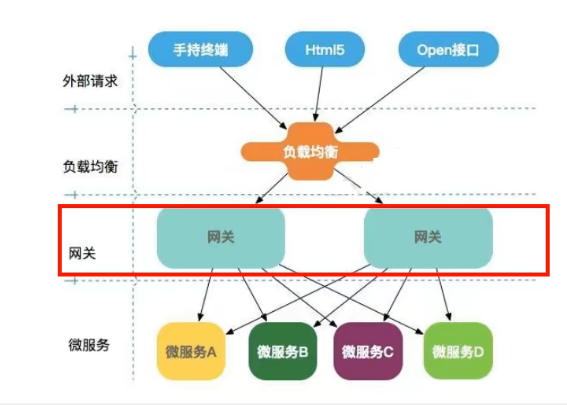 手持终端
Html5
Open接口
外部请求
负载均衡
负载均衡
网关
网关
网关
微服务
微服务A
微服务B
微服务C
微服务D